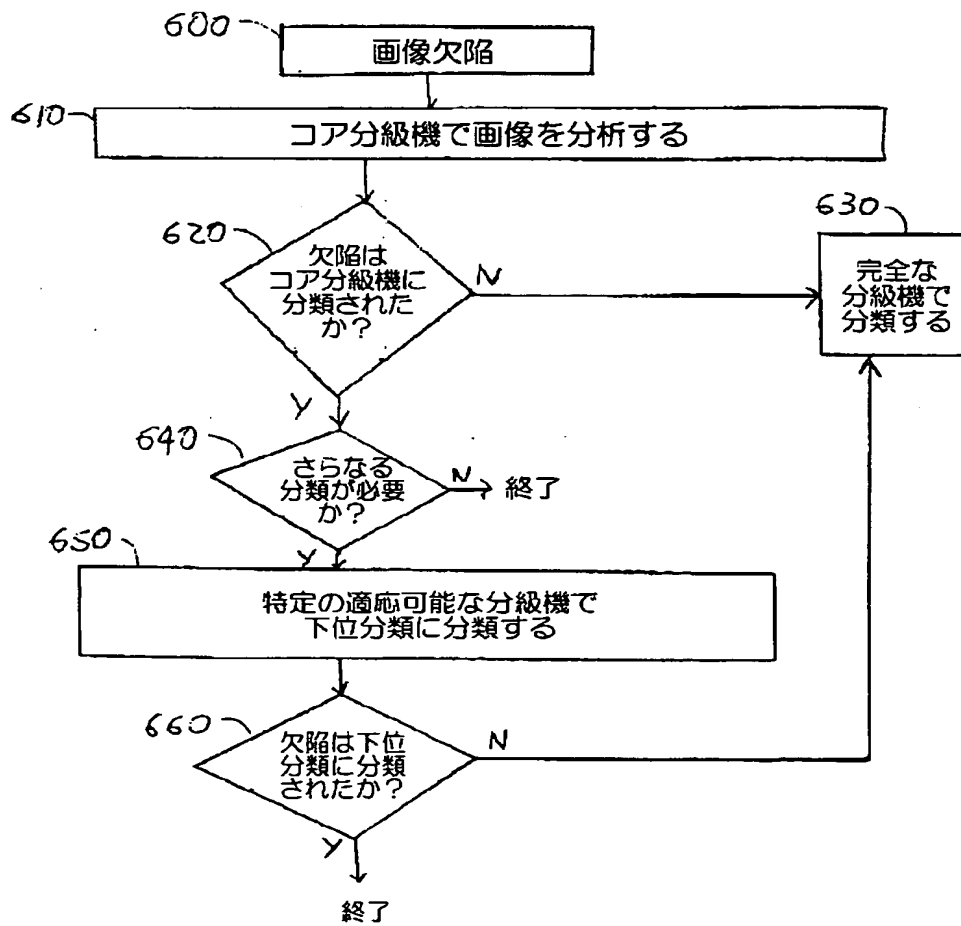 600
画像欠陥
610
コア分級機で画像を分析する
620
欠陥は
コア分級機に
分類されたか
か？
N
630
完全な
分級機で
分類する
Y
640
さらなる
分類が必要
か？
N
終了
Y
650
特定の適応可能な分級機で
下位分類に分類する
660
欠陥は下位
分類に分類
されたか？
N
Y
終了